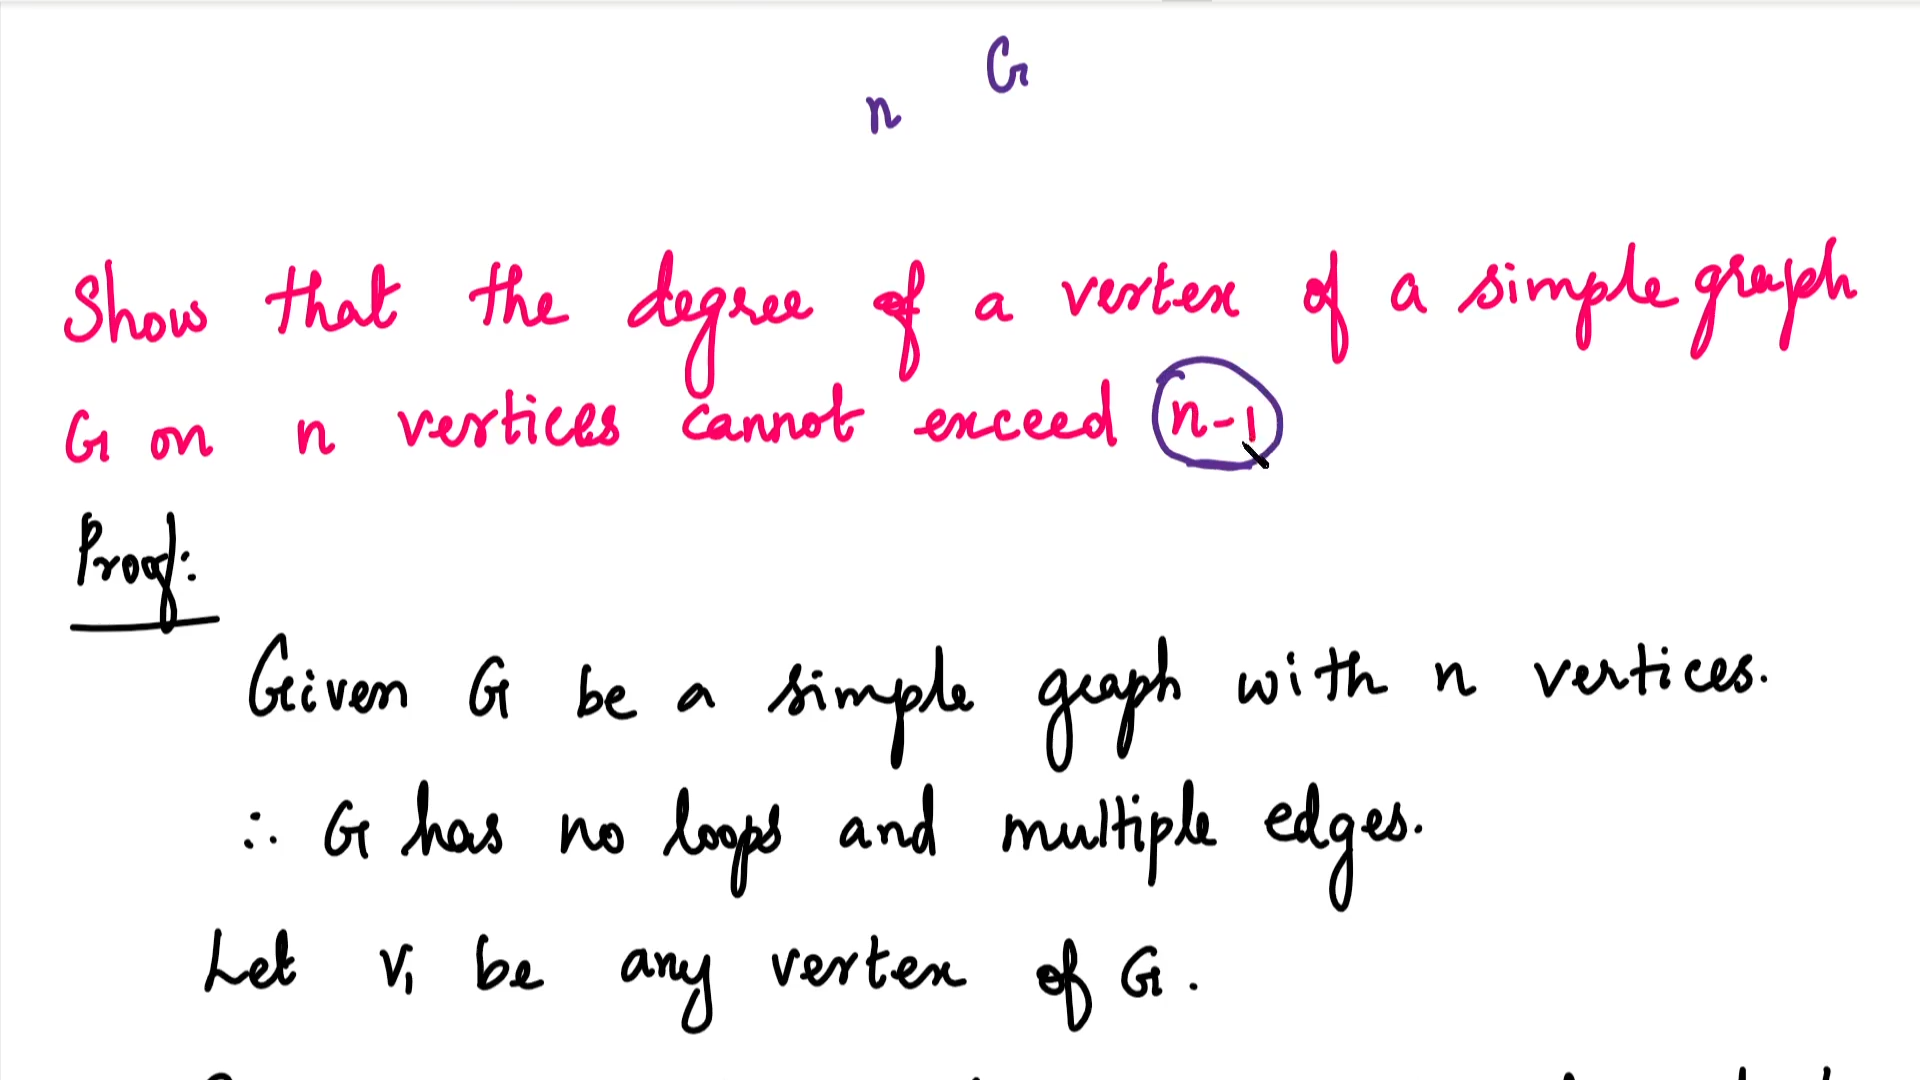 G
n
Show that the degree of a vertex of a simple graph
G on n vertices cannot exceed n-1
Proof:
Given G be a simple graph with n vertices.
∴ G has no loops and multiple edges.
Let v₁ be any vertex of G.